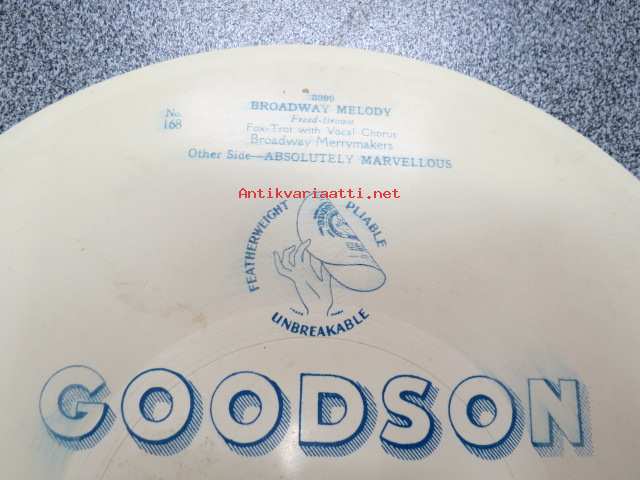 3390
BROADWAY MELODY
Freed-Brown
Fox-Trot with Vocal Chorus
Broadway Merrymakers
No. 168
Other Side—ABSOLUTELY MARVELLOUS
Antikvariaatti.net
FEATHERWEIGHT
PLIABLE
UNBREAKABLE
GOODSON